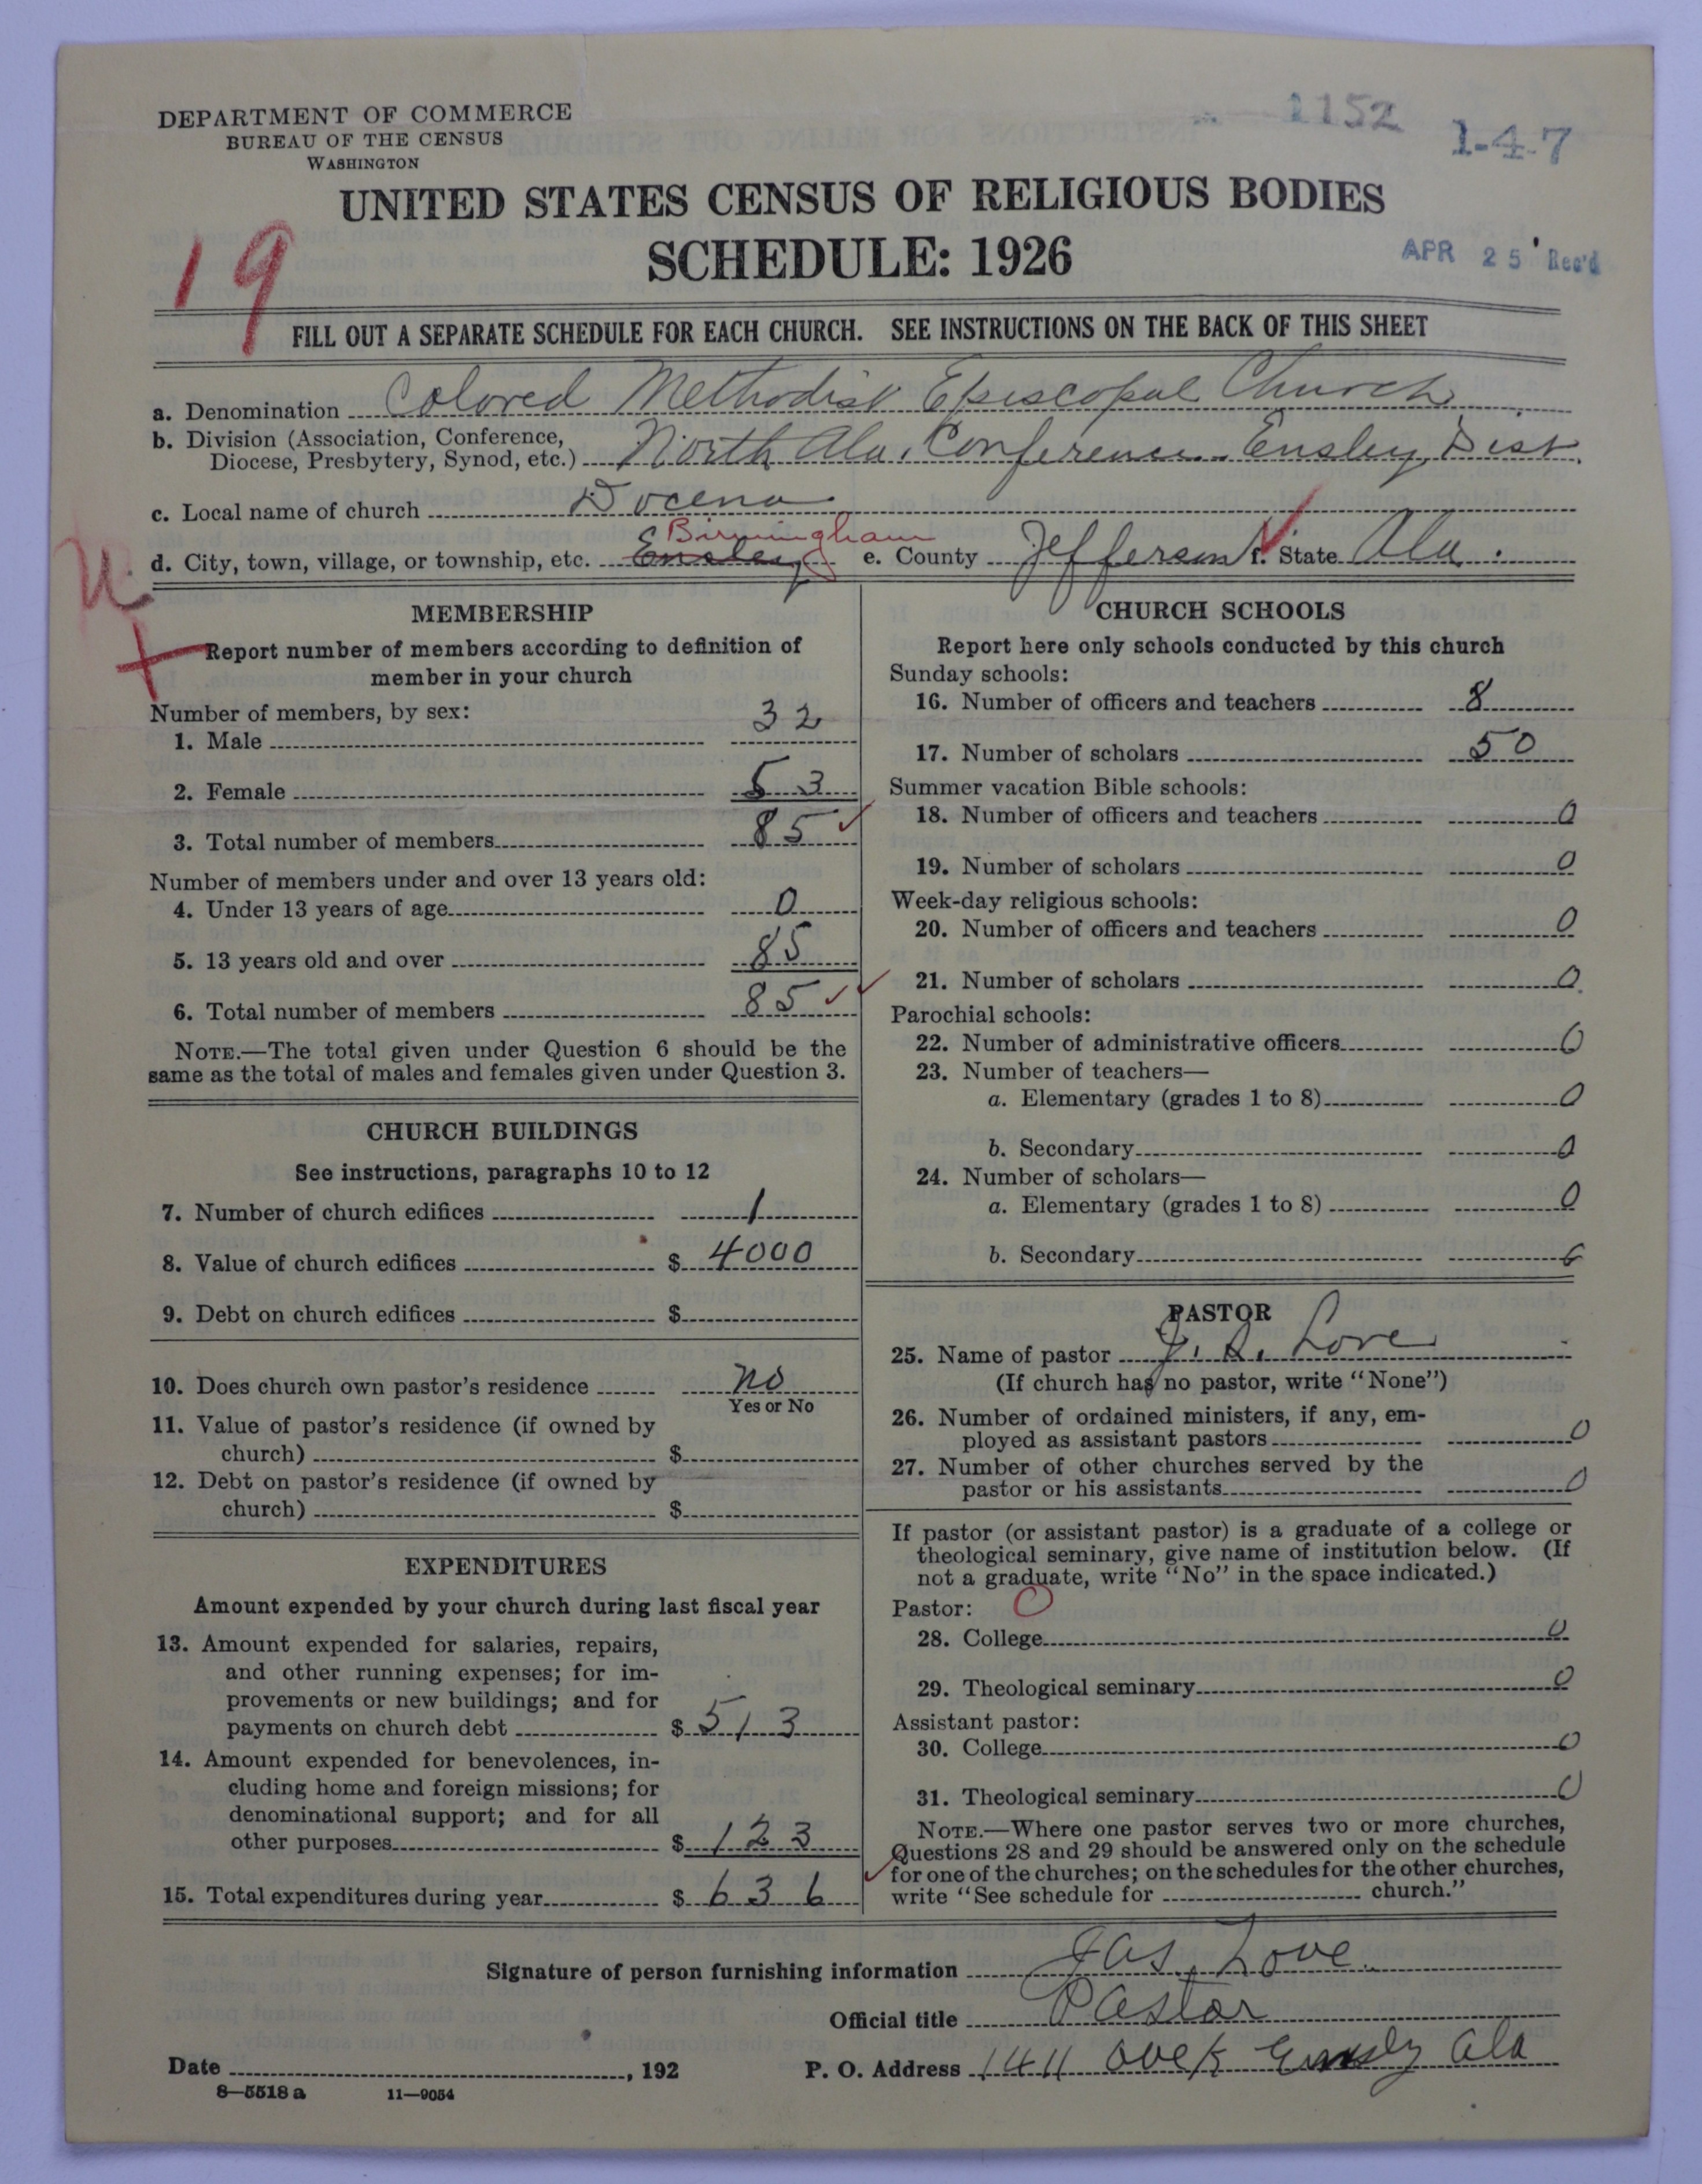 DEPARTMENT OF COMMERCE
BUREAU OF THE CENSUS
WASHINGTON
1152
1-4-7
UNITED STATES CENSUS OF RELIGIOUS BODIES
SCHEDULE: 1926
APR 25 Rec'd
19
FILL OUT A SEPARATE SCHEDULE FOR EACH CHURCH. SEE INSTRUCTIONS ON THE BACK OF THIS SHEET
a. Denomination Colored Methodist Episcopal Church
b. Division (Association, Conference,
Diocese, Presbytery, Synod, etc.) North Ala. Conference Ensley Dist.
c. Local name of church Docena
Birmingham
d. City, town, village, or township, etc. Ensley e. County Jefferson f. State Ala.
MEMBERSHIP
Report number of members according to definition of
member in your church
Number of members, by sex:
1. Male 32
2. Female 53
3. Total number of members 85
Number of members under and over 13 years old:
4. Under 13 years of age 0
5. 13 years old and over 85
6. Total number of members 85
NOTE.—The total given under Question 6 should be the
same as the total of males and females given under Question 3.
CHURCH BUILDINGS
See instructions, paragraphs 10 to 12
7. Number of church edifices 1
8. Value of church edifices $ 4000
9. Debt on church edifices $
10. Does church own pastor's residence No
Yes or No
11. Value of pastor's residence (if owned by
church) $
12. Debt on pastor's residence (if owned by
church) $
EXPENDITURES
Amount expended by your church during last fiscal year
13. Amount expended for salaries, repairs,
and other running expenses; for im-
provements or new buildings; and for
payments on church debt $ 513
14. Amount expended for benevolences, in-
cluding home and foreign missions; for
denominational support; and for all
other purposes $ 123
15. Total expenditures during year $ 636
CHURCH SCHOOLS
Report here only schools conducted by this church
Sunday schools:
16. Number of officers and teachers 8
17. Number of scholars 50
Summer vacation Bible schools:
18. Number of officers and teachers 0
19. Number of scholars 0
Week-day religious schools:
20. Number of officers and teachers 0
21. Number of scholars 0
Parochial schools:
22. Number of administrative officers 0
23. Number of teachers—
a. Elementary (grades 1 to 8) 0
b. Secondary 0
24. Number of scholars—
a. Elementary (grades 1 to 8) 0
b. Secondary 0
PASTOR
25. Name of pastor J. A. Love
(If church has no pastor, write "None")
26. Number of ordained ministers, if any, em-
ployed as assistant pastors 0
27. Number of other churches served by the
pastor or his assistants 0
If pastor (or assistant pastor) is a graduate of a college or
theological seminary, give name of institution below. (If
not a graduate, write "No" in the space indicated.)
Pastor: 0
28. College 0
29. Theological seminary 0
Assistant pastor:
30. College 0
31. Theological seminary 0
NOTE.—Where one pastor serves two or more churches,
Questions 28 and 29 should be answered only on the schedule
for one of the churches; on the schedules for the other churches,
write "See schedule for church."
Signature of person furnishing information Jas. Love
Official title Pastor
Date , 192 P. O. Address 1411 Ensley Ala
8—5518 a 11—9054